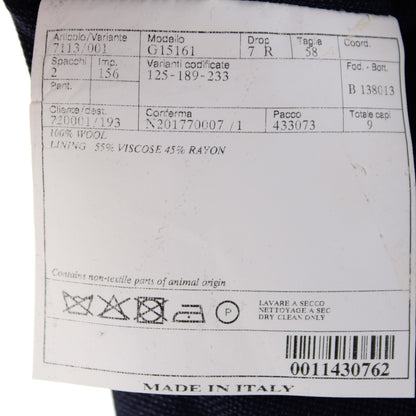 Articolo/Variante Modello Drop Taglia Coord.
7113/001 G15161 7 R 58
Spacchi Imp. Varianti codificate Fod. - Bott.
2 156 125-189-233
Pant. B 138013
Cliente/dest. Conferma Pacco Totale capi
720001/193 X201770007 /1 433073 9
100% WOOL
LINING 55% VISCOSE 45% RAYON
Contains non-textile parts of animal origin
P
LAVARE A SECCO
NETTOYAGE A SEC
DRY CLEAN ONLY
0011430762
MADE IN ITALY